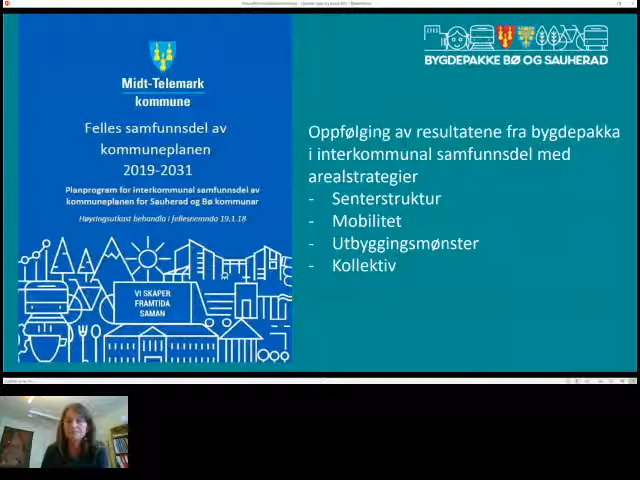 BYGDEPAKKE BØ OG SAUHERAD
Midt-Telemark
kommune
Felles samfunnsdel av
kommuneplanen
2019-2031
Planprogram for interkommunal samfunnsdel av
kommuneplanen for Sauherad og Bø kommunar
Høyringsutkast behandla i fellesnemnda 19.1.18
VI SKAPER
FRAMTIDA
SAMAN
Oppfølging av resultatene fra bygdepakka
i interkommunal samfunnsdel med
arealstrategier
- Senterstruktur
- Mobilitet
- Utbyggingsmønster
- Kollektiv